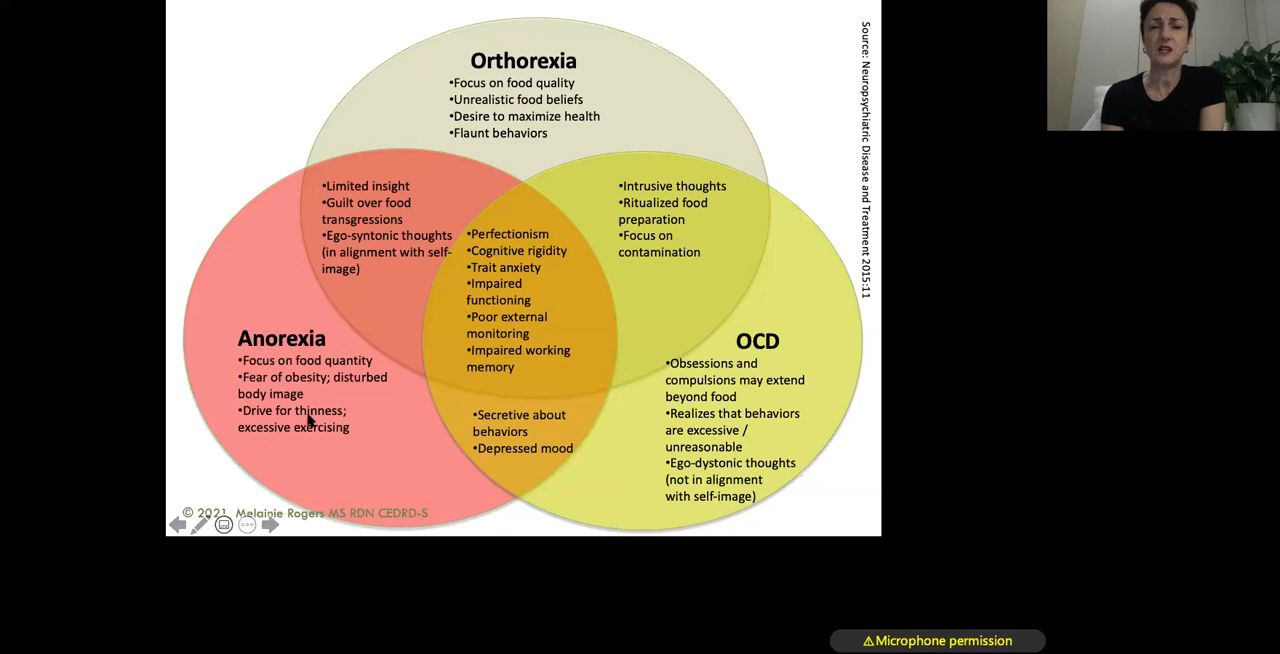 Orthorexia
•Focus on food quality
•Unrealistic food beliefs
•Desire to maximize health
•Flaunt behaviors
•Limited insight
•Guilt over food
transgressions
•Ego-syntonic thoughts
(in alignment with self-
image)
•Perfectionism
•Cognitive rigidity
•Trait anxiety
•Impaired
functioning
•Poor external
monitoring
•Impaired working
memory
•Intrusive thoughts
•Ritualized food
preparation
•Focus on
contamination
Anorexia
•Focus on food quantity
•Fear of obesity; disturbed
body image
•Drive for thinness;
excessive exercising
•Secretive about
behaviors
•Depressed mood
OCD
•Obsessions and
compulsions may extend
beyond food
•Realizes that behaviors
are excessive /
unreasonable
•Ego-dystonic thoughts
(not in alignment
with self-image)
Source: Neuropsychiatric Disease and Treatment 2015:11
© 2021 Melainie Rogers MS RDN CEDRD-S
⚠Microphone permission